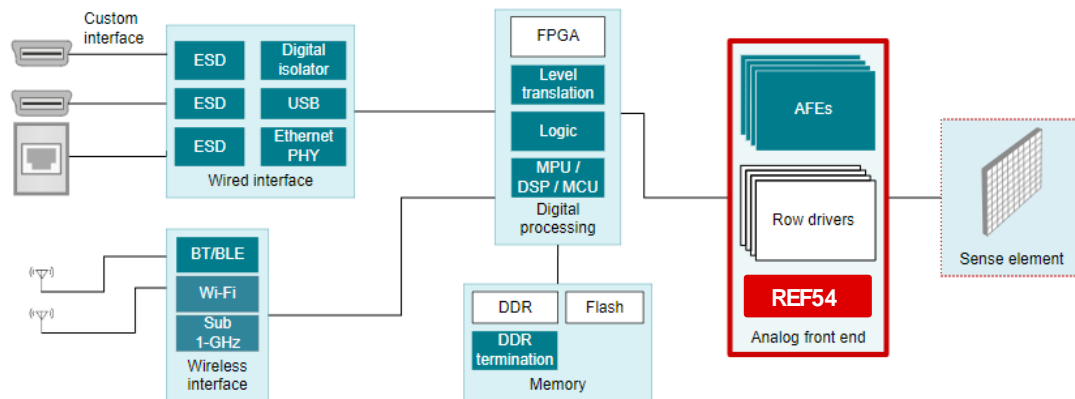 Custom
interface
ESD
Digital
isolator
ESD
USB
ESD
Ethernet
PHY
Wired interface
BT/BLE
Wi-Fi
Sub
1-GHz
Wireless
interface
FPGA
Level
translation
Logic
MPU /
DSP / MCU
Digital
processing
DDR
Flash
DDR
termination
Memory
AFEs
Row drivers
REF54
Analog front end
Sense element